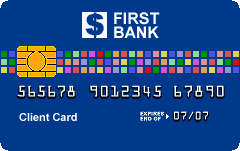 FIRST
BANK
565678 9012345 67890
Client Card EXPIRES END OF 07/07